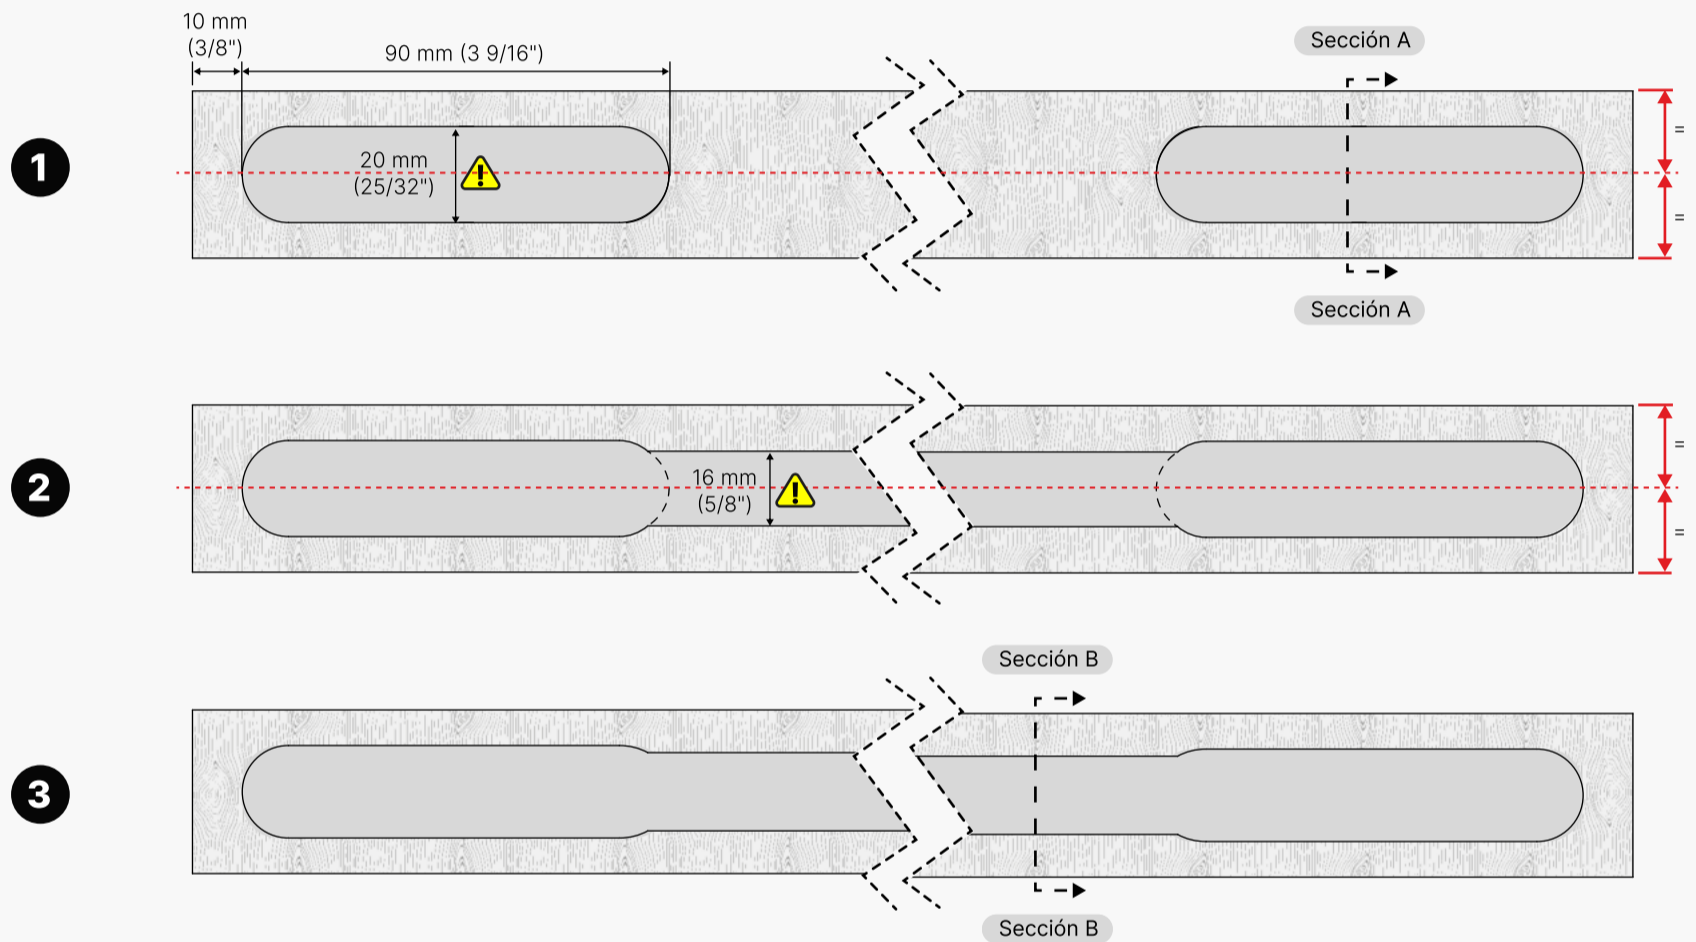 10 mm
(3/8")
90 mm (3 9/16")
Sección A
1
20 mm
(25/32")
=
=
Sección A
2
16 mm
(5/8")
=
=
Sección B
3
Sección B